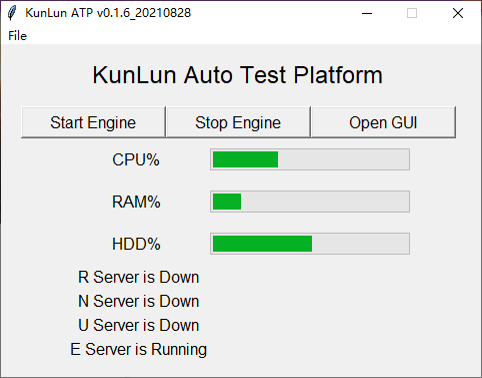 KunLun ATP v0.1.6_20210828
File
KunLun Auto Test Platform
Start Engine Stop Engine Open GUI
CPU%
RAM%
HDD%
R Server is Down
N Server is Down
U Server is Down
E Server is Running